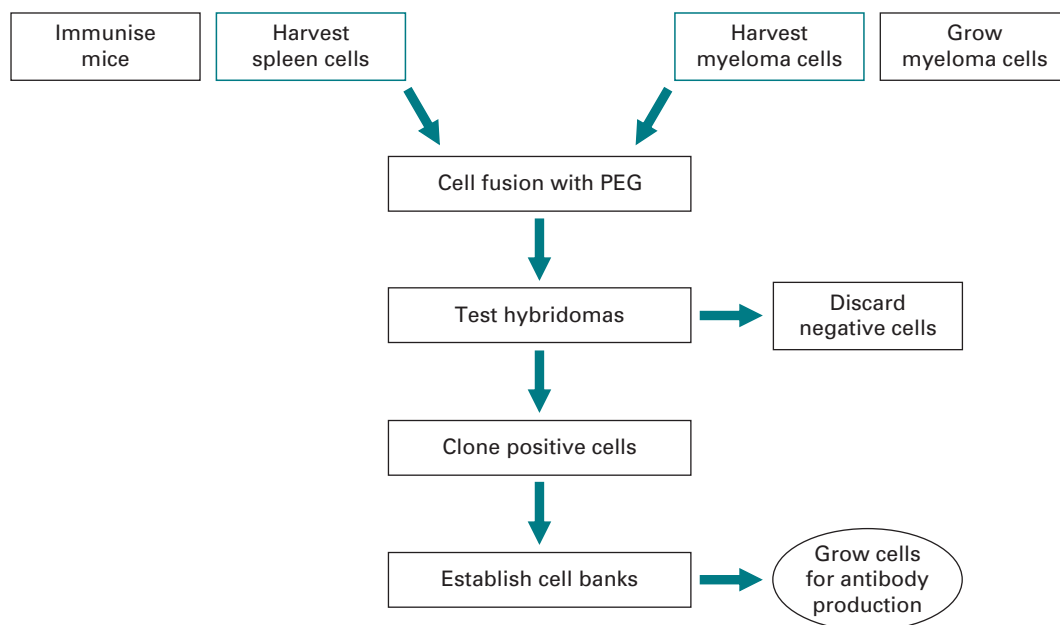 Immunise
mice
Harvest
spleen cells
Harvest
myeloma cells
Grow
myeloma cells
Cell fusion with PEG
Test hybridomas
Discard
negative cells
Clone positive cells
Establish cell banks
Grow cells
for antibody
production